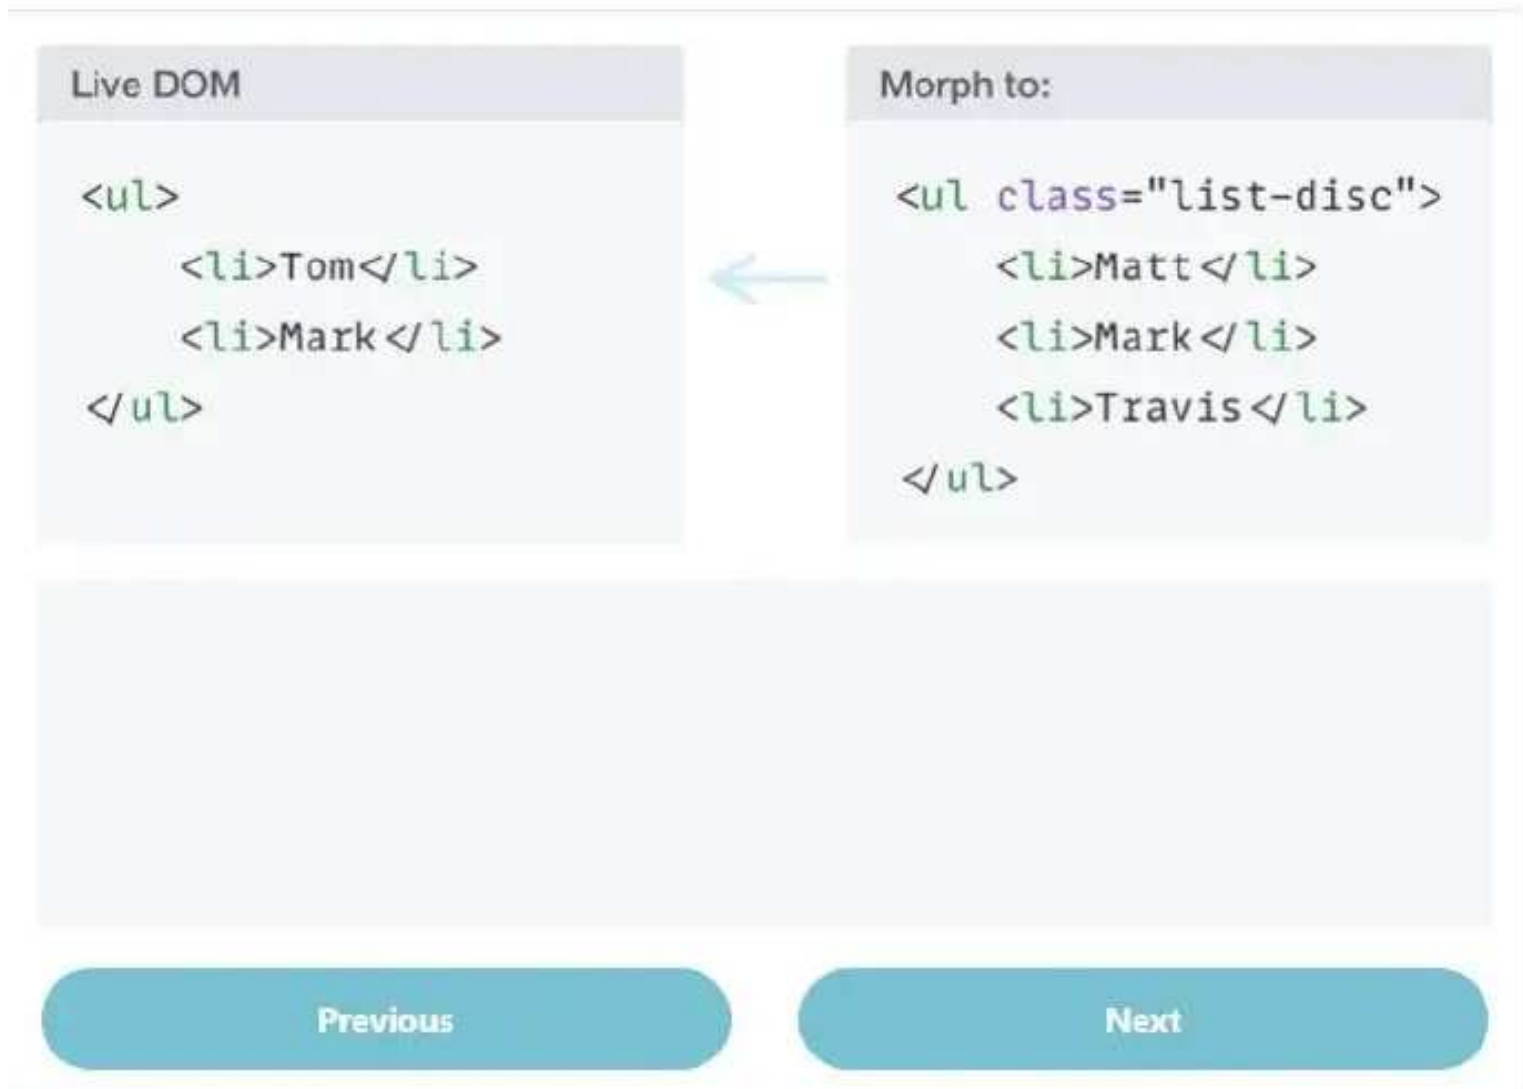 Live DOM
<ul>
<li>Tom</li>
<li>Mark</li>
</ul>
Morph to:
<ul class="list-disc">
<li>Matt</li>
<li>Mark</li>
<li>Travis</li>
</ul>
Previous
Next